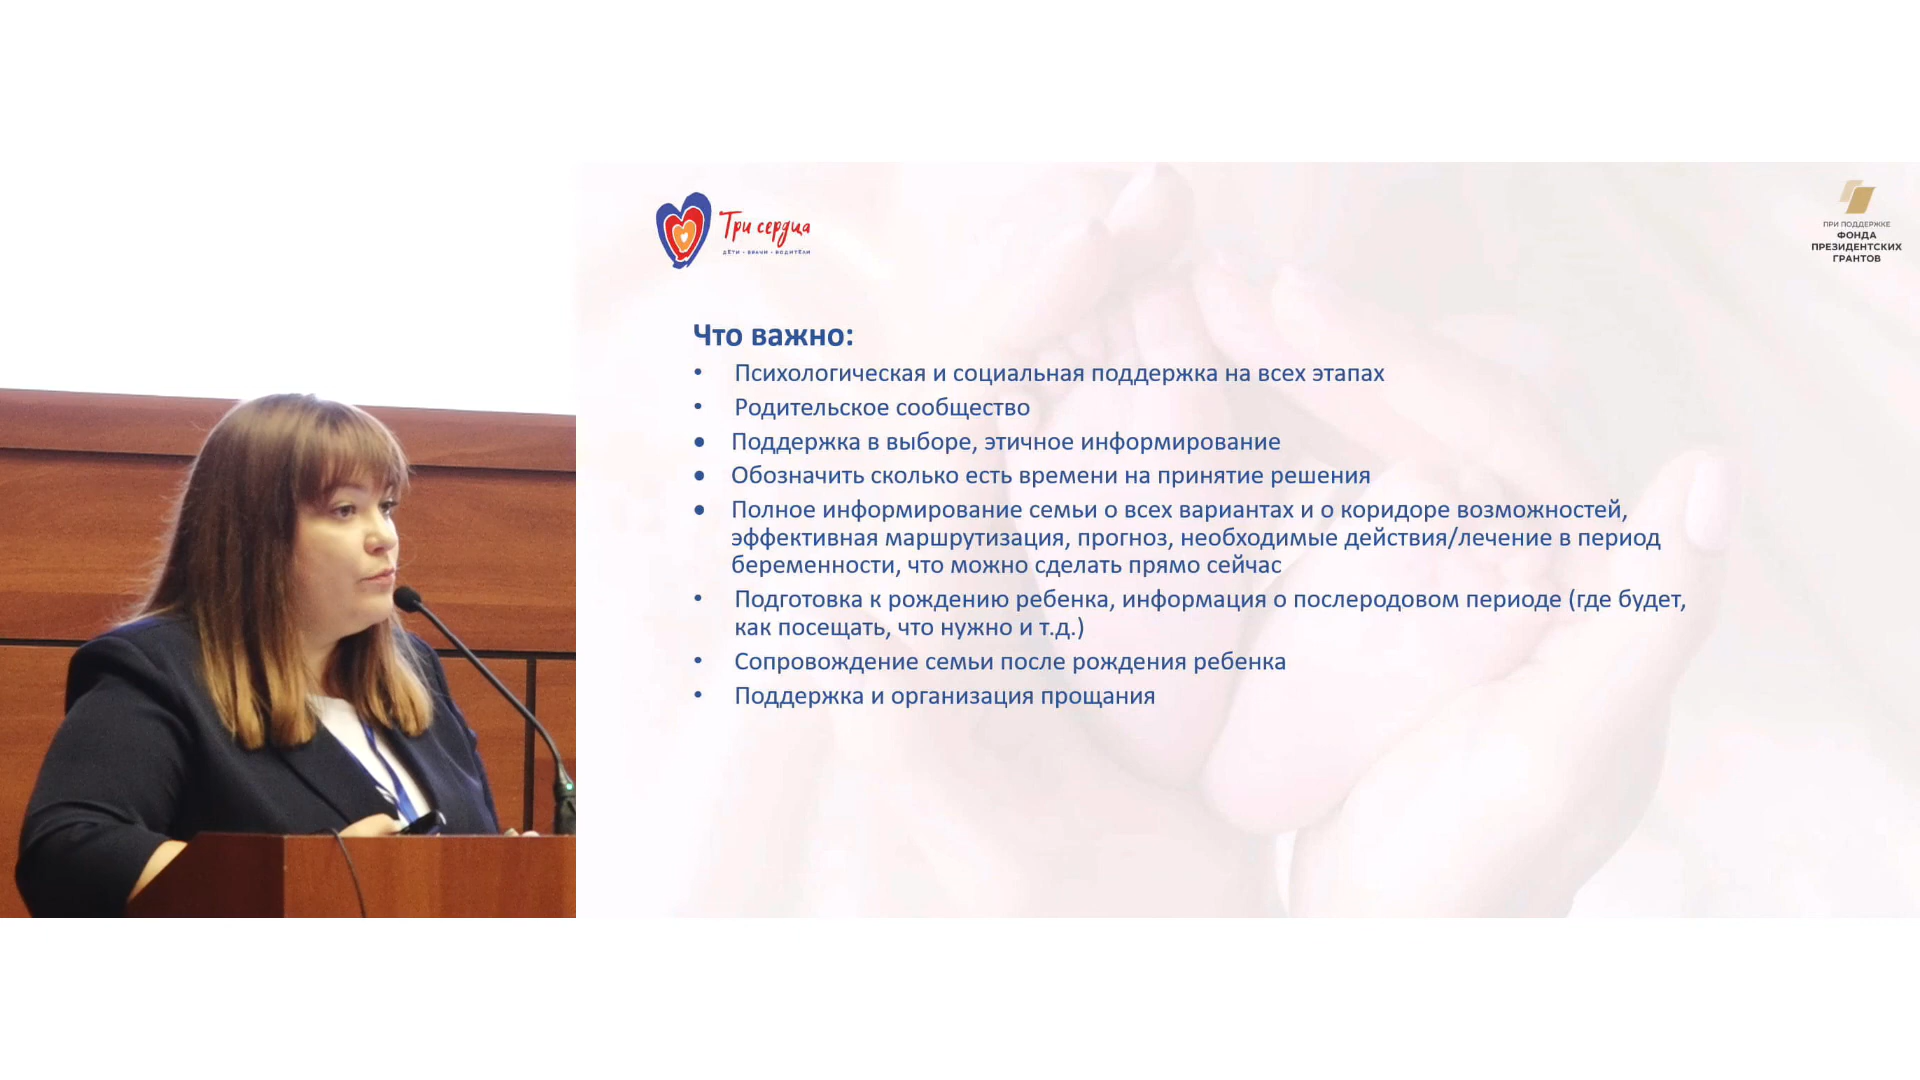 Три сердца
ПРИ ПОДДЕРЖКЕ
ФОНДА
ПРЕЗИДЕНТСКИХ
ГРАНТОВ
Что важно:
• Психологическая и социальная поддержка на всех этапах
• Родительское сообщество
• Поддержка в выборе, этичное информирование
• Обозначить сколько есть времени на принятие решения
• Полное информирование семьи о всех вариантах и о коридоре возможностей,
эффективная маршрутизация, прогноз, необходимые действия/лечение в период
беременности, что можно сделать прямо сейчас
• Подготовка к рождению ребенка, информация о послеродовом периоде (где будет,
как посещать, что нужно и т.д.)
• Сопровождение семьи после рождения ребенка
• Поддержка и организация прощания